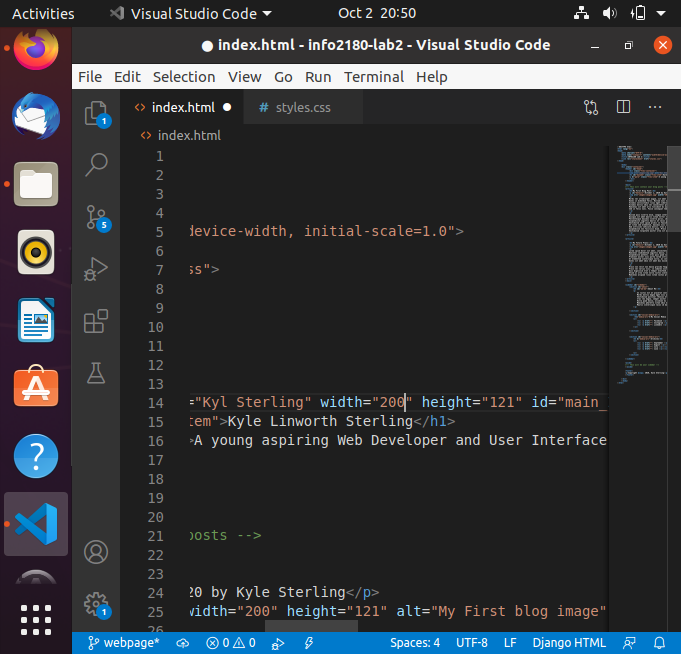 Activities Visual Studio Code Oct 2 20:50
● index.html - info2180-lab2 - Visual Studio Code
File Edit Selection View Go Run Terminal Help
<> index.html ● # styles.css
<> index.html
1
2
3
4
5 device-width, initial-scale=1.0">
6
7 ss">
8
9
10
11
12
13
14 ="Kyl Sterling" width="200" height="121" id="main_
15 tem">Kyle Linworth Sterling</h1>
16 >A young aspiring Web Developer and User Interface
17
18
19
20
21 posts -->
22
23
24 20 by Kyle Sterling</p>
25 width="200" height="121" alt="My First blog image"
26
1
5
1
webpage* 0 0 Spaces: 4 UTF-8 LF Django HTML